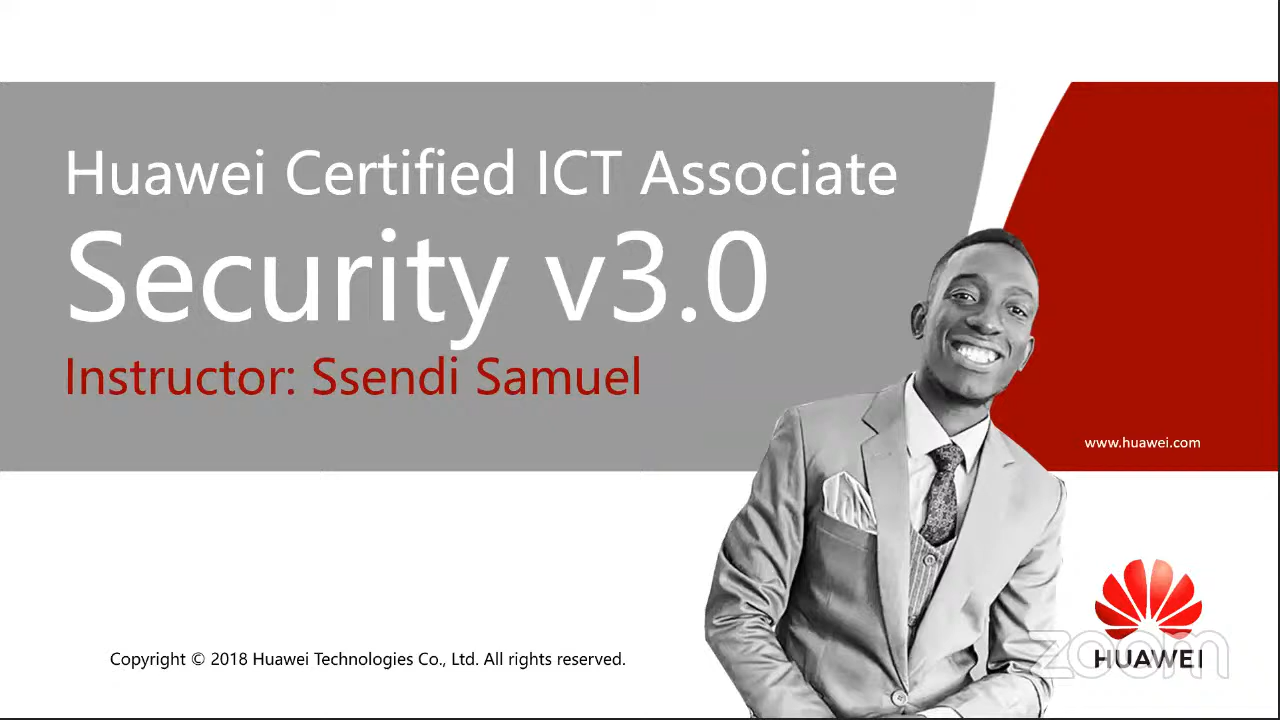 Huawei Certified ICT Associate
Security v3.0
Instructor: Ssendi Samuel
www.huawei.com
Copyright © 2018 Huawei Technologies Co., Ltd. All rights reserved.
zoom
HUAWEI